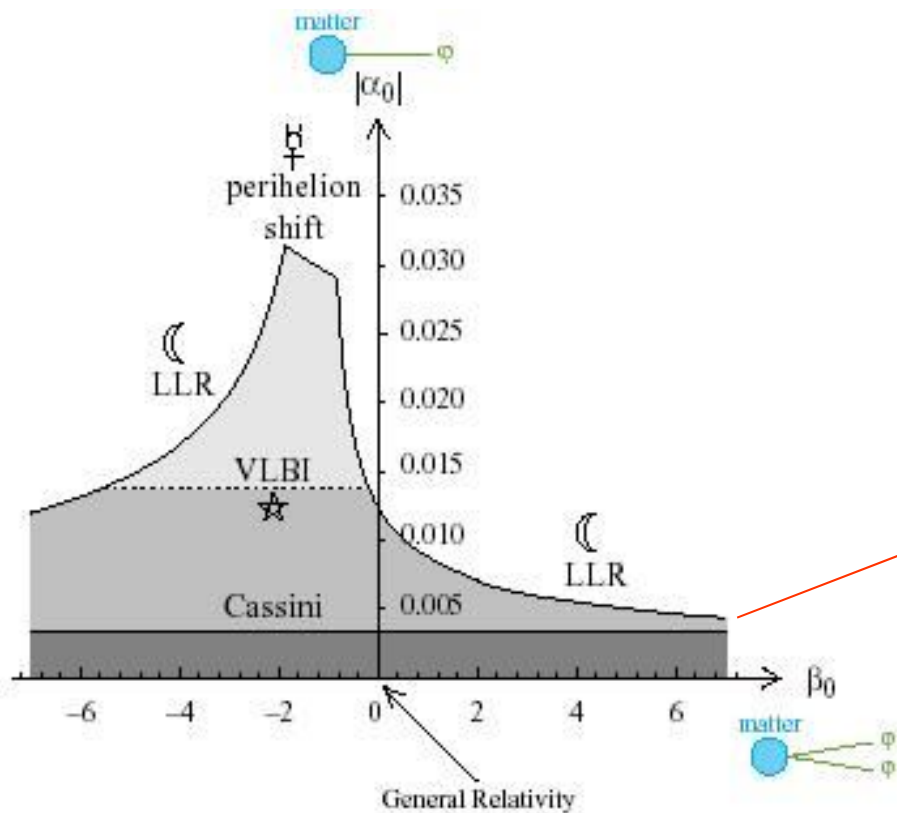 matter
φ
|α₀|
perihelion
shift
0.035
0.030
0.025
LLR
0.020
VLBI
0.015
0.010
LLR
Cassini
0.005
β₀
–6 –4 –2 0 2 4 6
matter
φ
φ
General Relativity